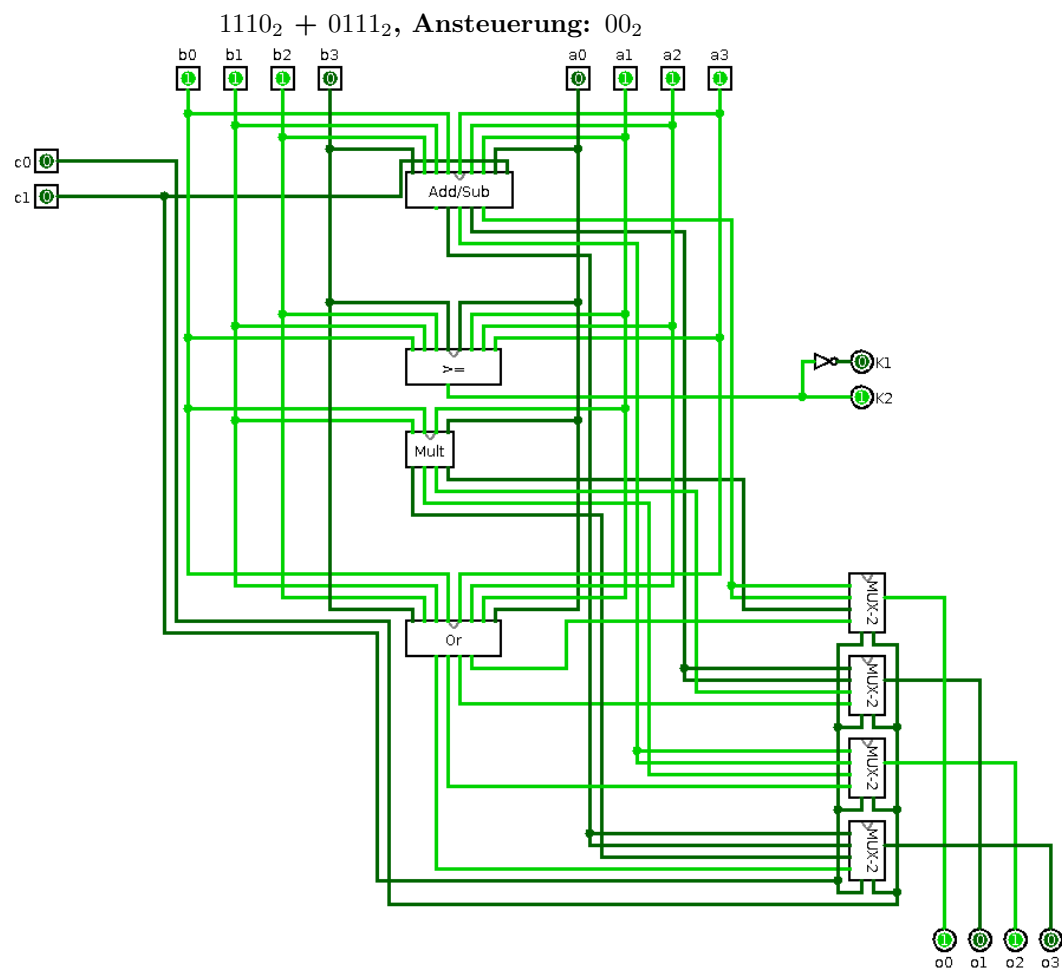 1110₂ + 0111₂, Ansteuerung: 00₂
b0 b1 b2 b3 a0 a1 a2 a3
1 1 1 0 0 1 1 1
c0 0
c1 0
Add/Sub
>=
0 K1
1 K2
Mult
MUX-2
Or
MUX-2
MUX-2
MUX-2
1 0 1 0
o0 o1 o2 o3